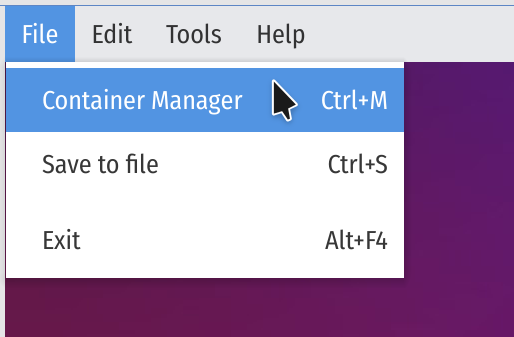 File Edit Tools Help
Container Manager Ctrl+M
Save to file Ctrl+S
Exit Alt+F4